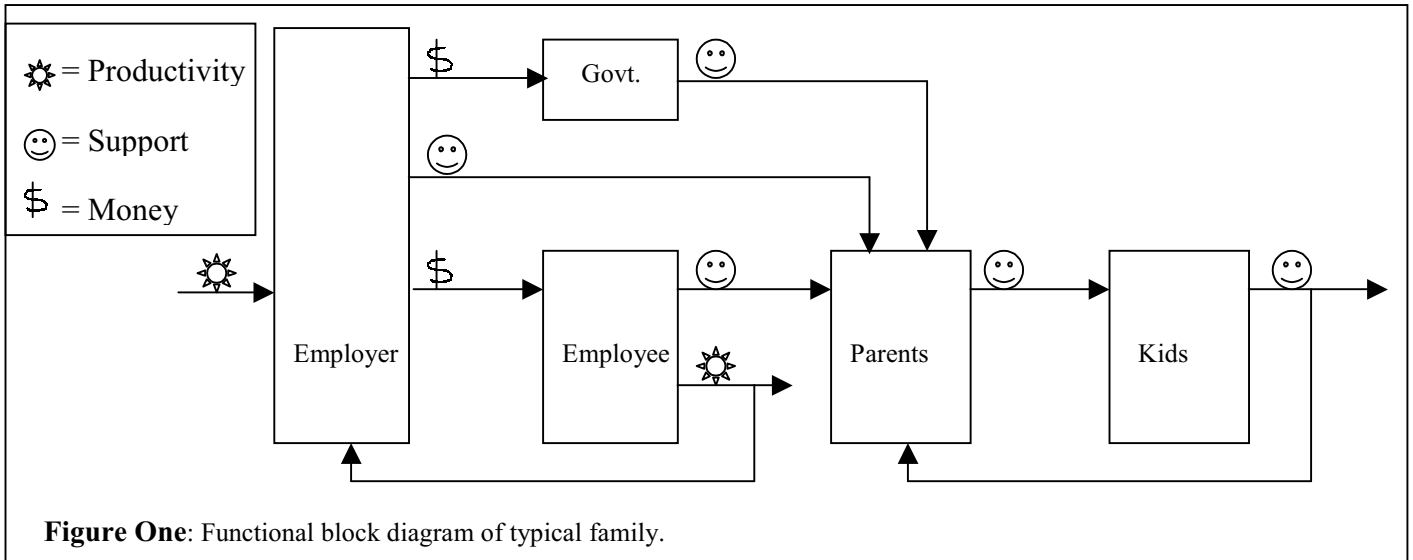 = Productivity
= Support
$ = Money
$
Govt.
$
Employer
Employee
Parents
Kids
Figure One: Functional block diagram of typical family.